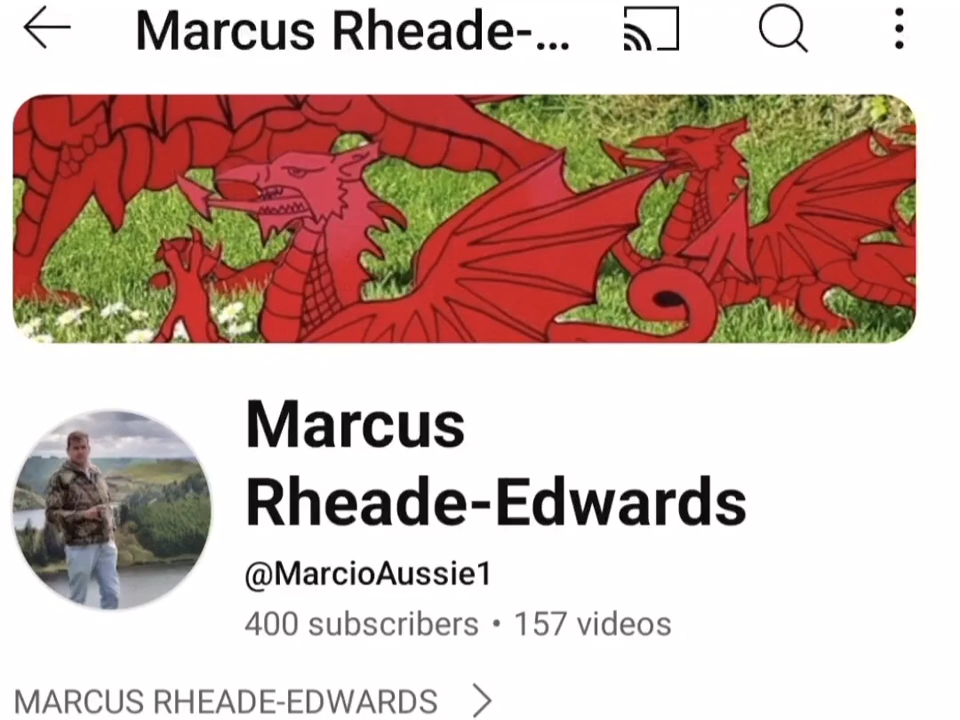 Marcus Rheade-...
Marcus
Rheade-Edwards
@MarcioAussie1
400 subscribers • 157 videos
MARCUS RHEADE-EDWARDS